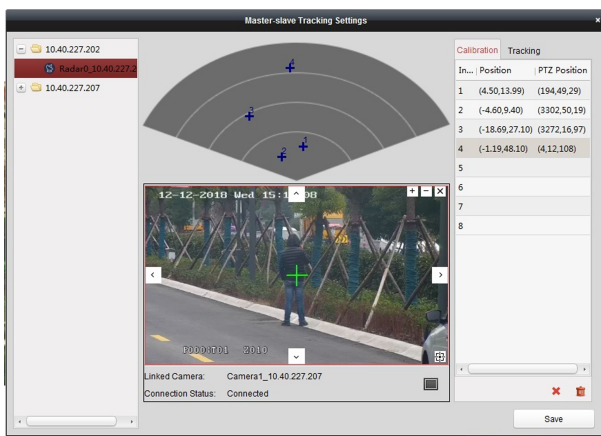 Master-slave Tracking Settings
×
10.40.227.202
Radar0_10.40.227.2
10.40.227.207
4
3
1
2
12-12-2018 Wed 15:1 08
Linked Camera: Camera1_10.40.227.207
Connection Status: Connected
Calibration Tracking
In... Position PTZ Position
1 (4.50,13.99) (194,49,29)
2 (-4.60,9.40) (3302,50,19)
3 (-18.69,27.10) (3272,16,97)
4 (-1.19,48.10) (4,12,108)
5
6
7
8
Save